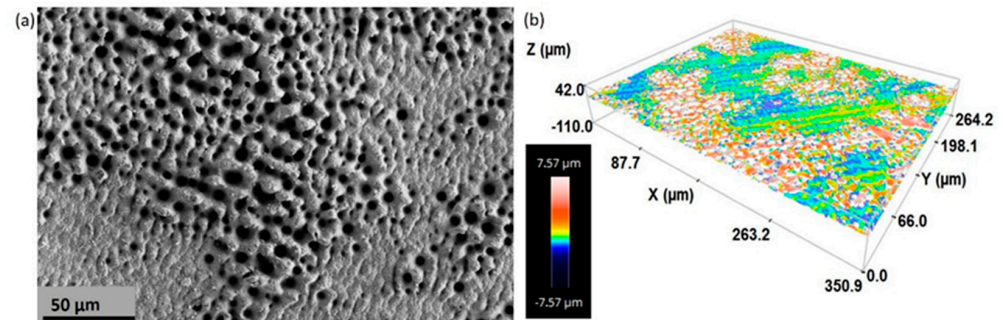 (a)
50 µm
(b)
Z (µm)
42.0
-110.0
87.7
X (µm)
263.2
350.9
0.0
66.0
Y (µm)
198.1
264.2
7.57 µm
-7.57 µm